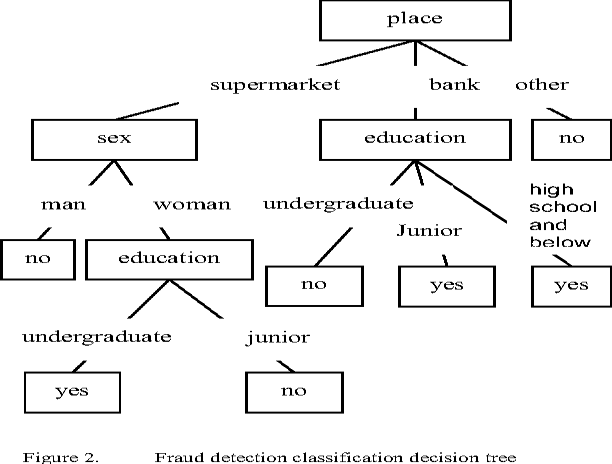 place
supermarket bank other
sex education no
man woman undergraduate Junior high
school
and
below
no education no yes yes
undergraduate junior
yes no
Figure 2. Fraud detection classification decision tree